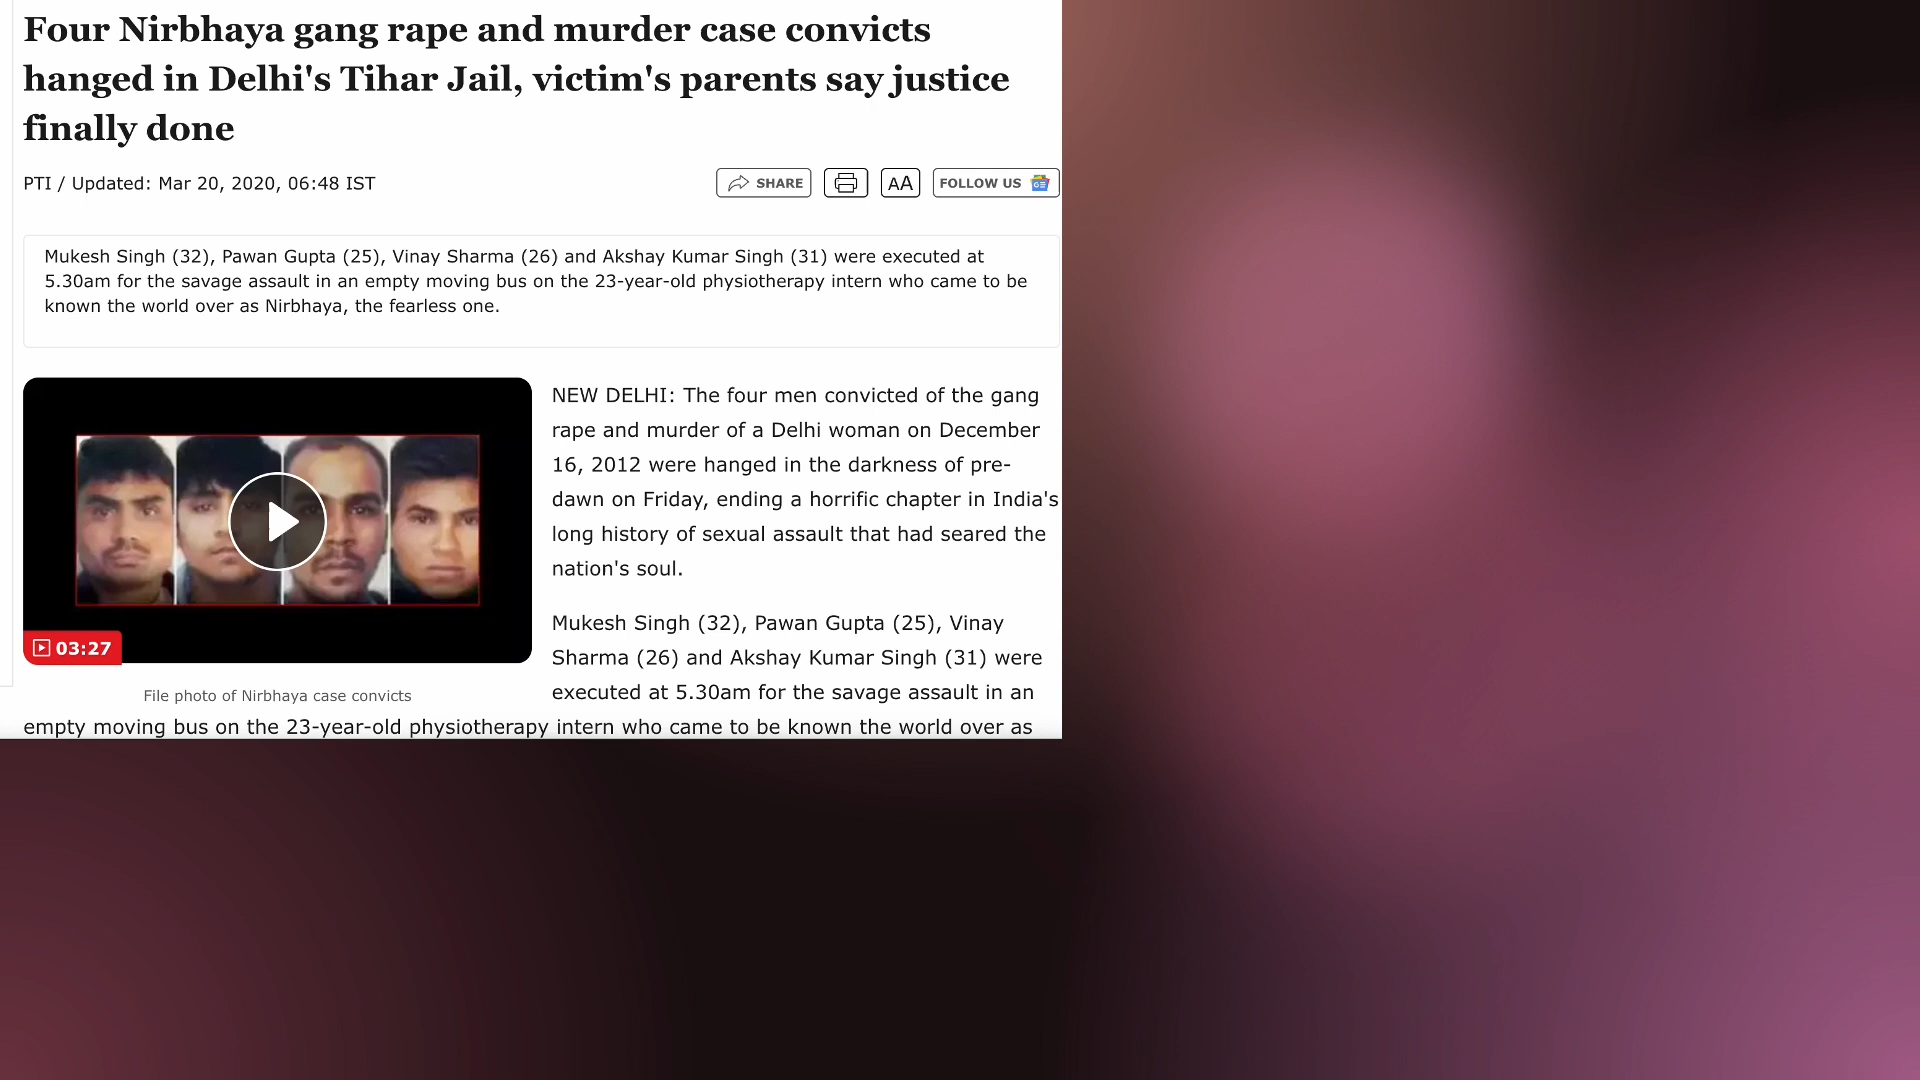 Four Nirbhaya gang rape and murder case convicts
hanged in Delhi's Tihar Jail, victim's parents say justice
finally done
PTI / Updated: Mar 20, 2020, 06:48 IST
SHARE
AA
FOLLOW US
GE
Mukesh Singh (32), Pawan Gupta (25), Vinay Sharma (26) and Akshay Kumar Singh (31) were executed at
5.30am for the savage assault in an empty moving bus on the 23-year-old physiotherapy intern who came to be
known the world over as Nirbhaya, the fearless one.
03:27
File photo of Nirbhaya case convicts
NEW DELHI: The four men convicted of the gang
rape and murder of a Delhi woman on December
16, 2012 were hanged in the darkness of pre-
dawn on Friday, ending a horrific chapter in India's
long history of sexual assault that had seared the
nation's soul.
Mukesh Singh (32), Pawan Gupta (25), Vinay
Sharma (26) and Akshay Kumar Singh (31) were
executed at 5.30am for the savage assault in an
empty moving bus on the 23-year-old physiotherapy intern who came to be known the world over as